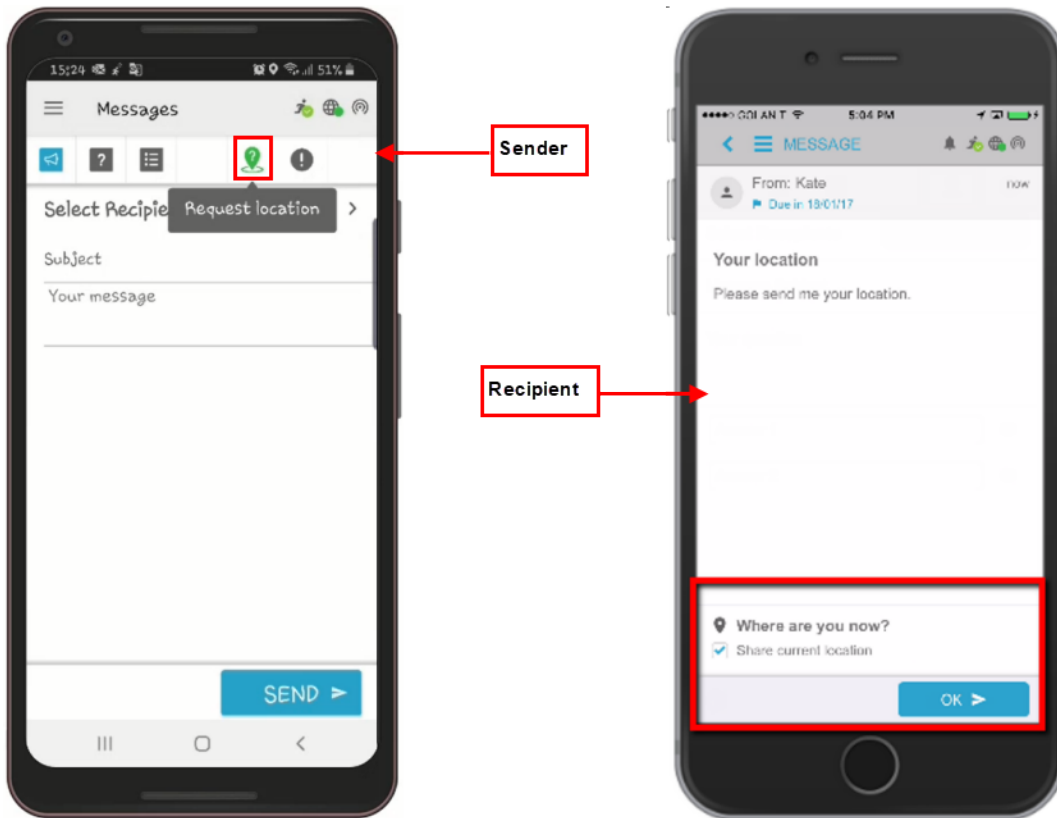 15:24 51%
Messages
?
?
!
Request location
Select Recipie
Subject
Your message
SEND
Sender
Recipient
GOLAN T 5:04 PM
MESSAGE
From: Kate now
Due in 18/01/17
Your location
Please send me your location.
Where are you now?
Share current location
OK